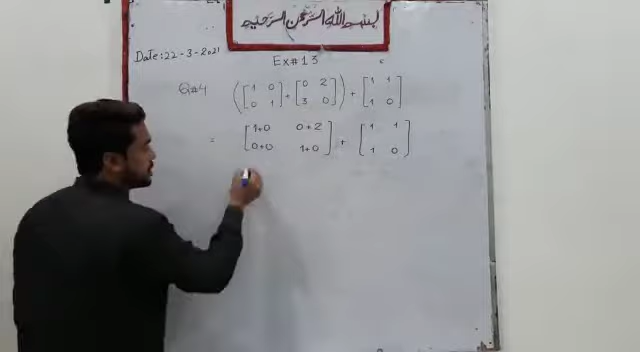 بسم الله الرحمن الرحيم
Date:22-3-2021
Ex#13
Q#4 ([1 0
0 1] + [0 2
3 0]) + [1 1
1 0]
= [1+0 0+2
0+0 1+0] + [1 1
1 0]